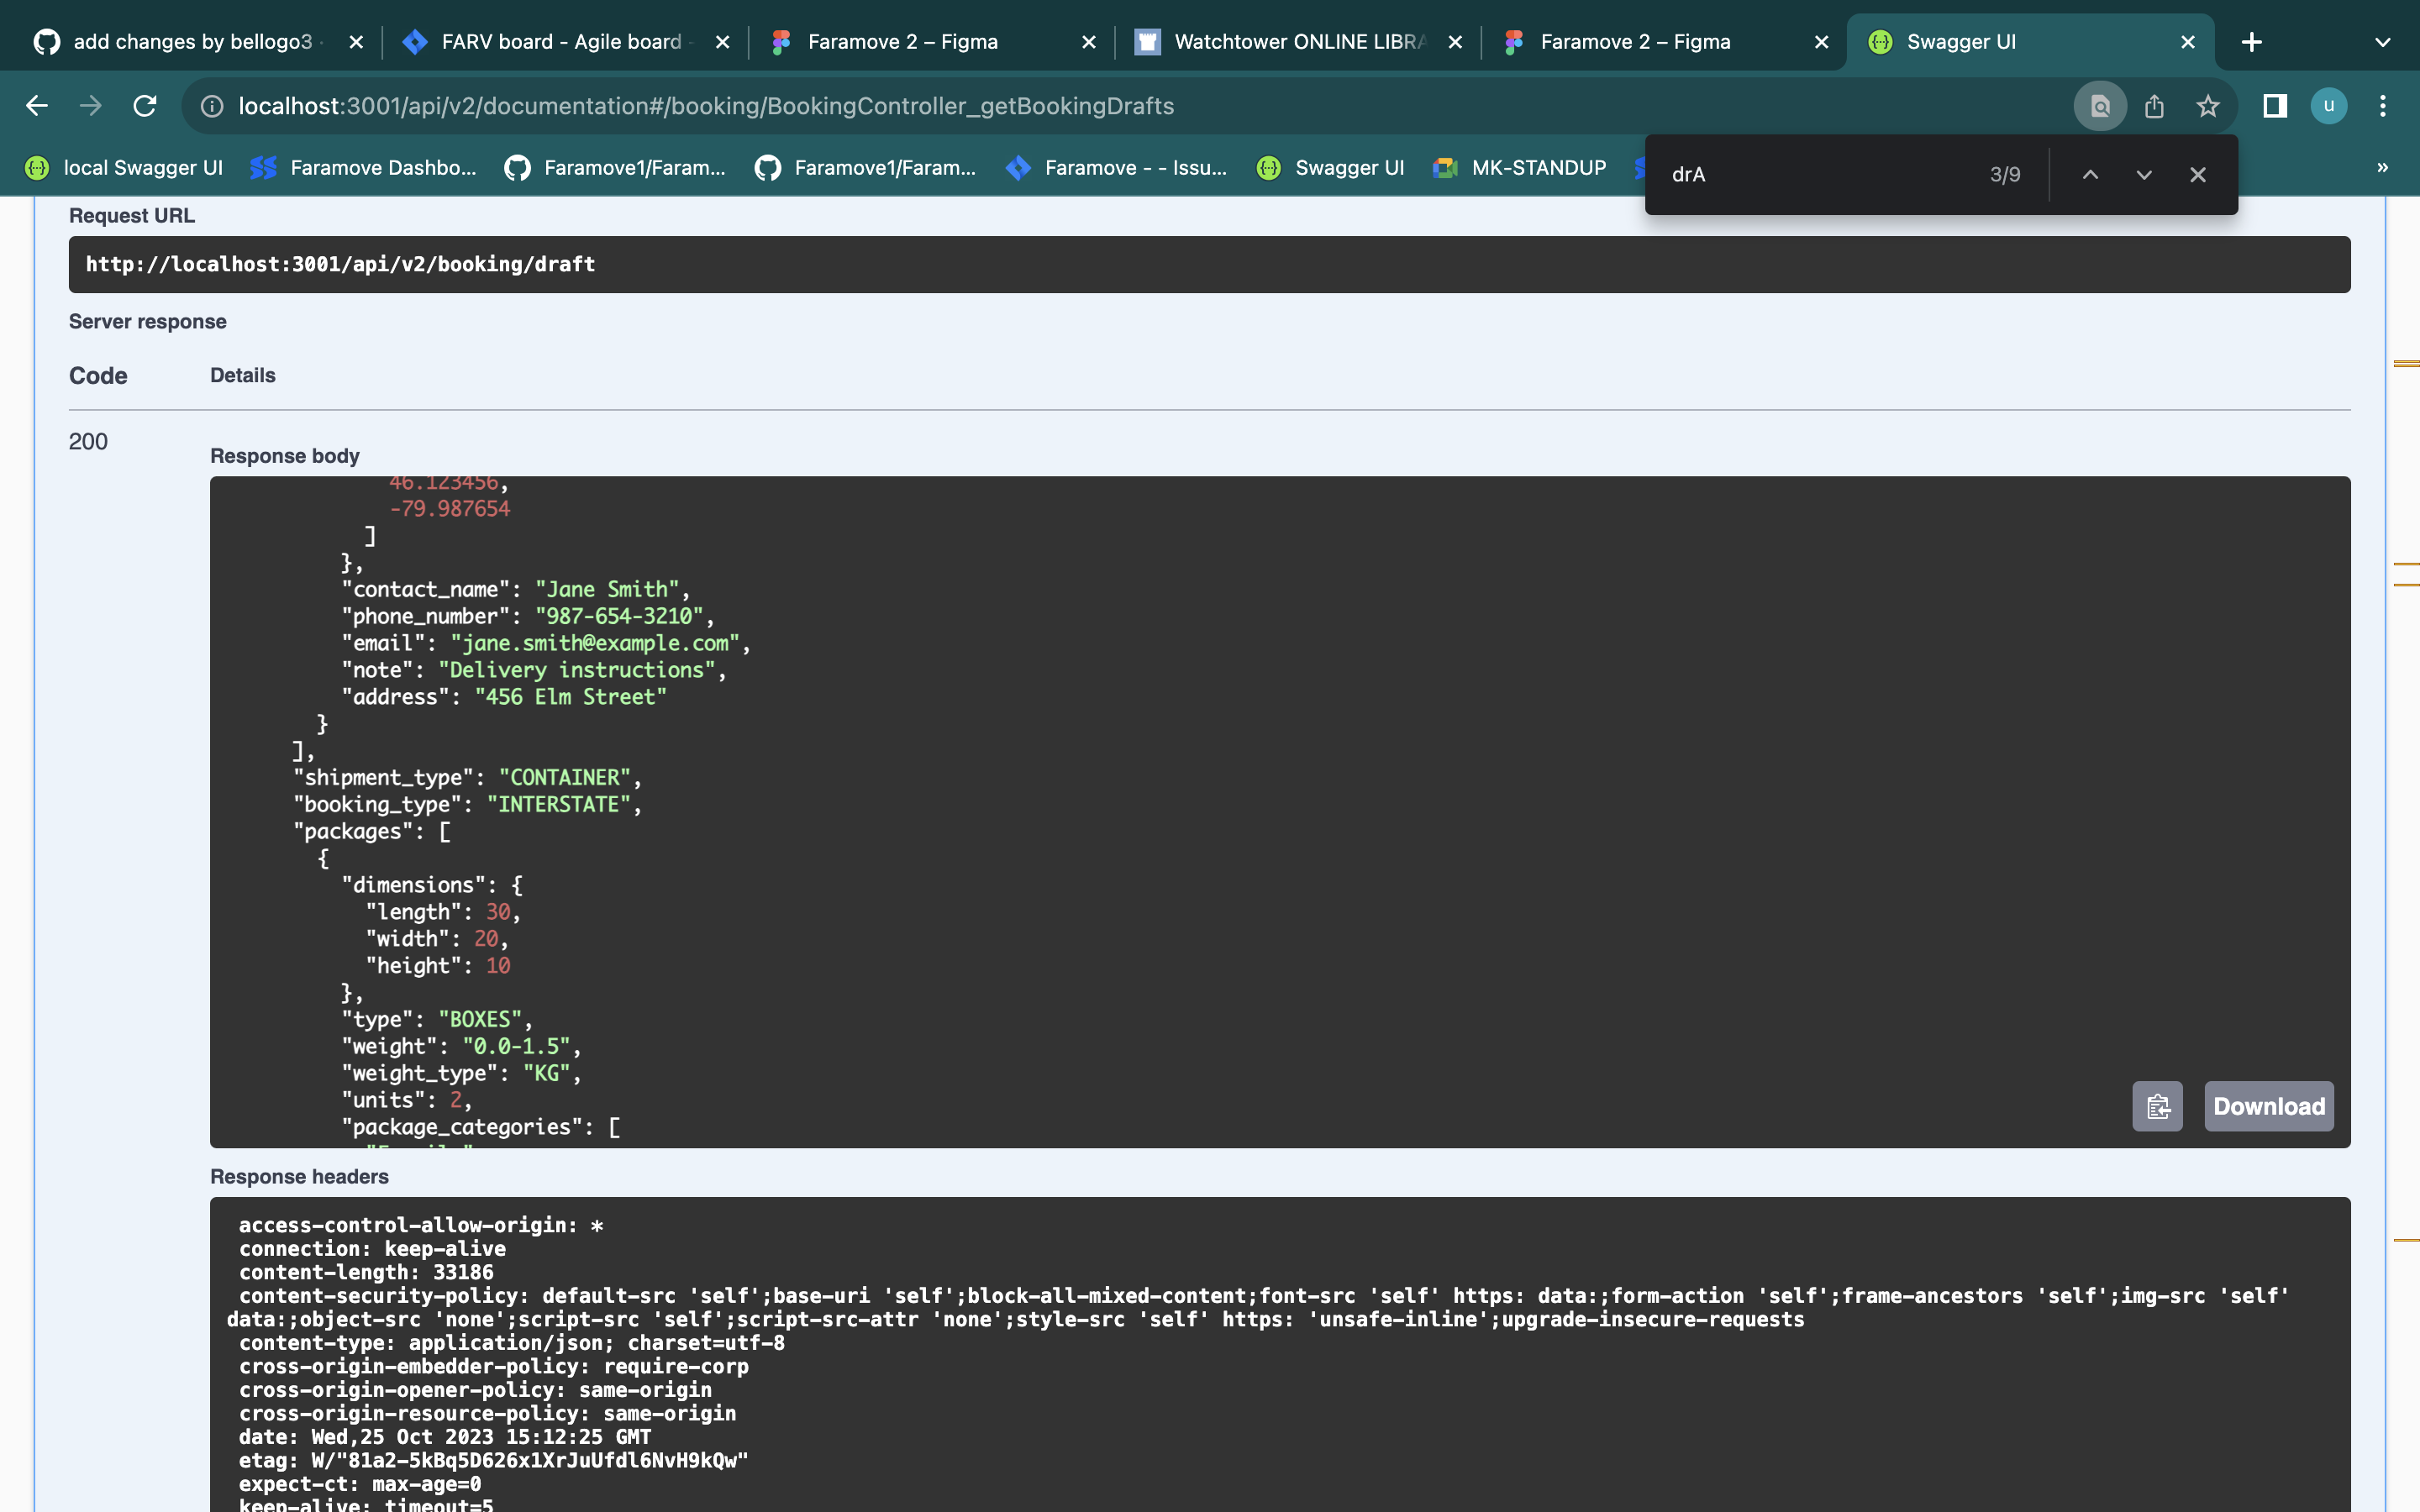 add changes by bellogo3 ·
FARV board - Agile board -
Faramove 2 – Figma
Watchtower ONLINE LIBRA
Faramove 2 – Figma
Swagger UI
localhost:3001/api/v2/documentation#/booking/BookingController_getBookingDrafts
u
local Swagger UI
Faramove Dashbo...
Faramove1/Faram...
Faramove1/Faram...
Faramove - - Issu...
Swagger UI
MK-STANDUP
»
drA
3/9
Request URL
http://localhost:3001/api/v2/booking/draft
Server response
Code Details
200
Response body
46.123456,
-79.987654
]
},
"contact_name": "Jane Smith",
"phone_number": "987-654-3210",
"email": "jane.smith@example.com",
"note": "Delivery instructions",
"address": "456 Elm Street"
}
],
"shipment_type": "CONTAINER",
"booking_type": "INTERSTATE",
"packages": [
{
"dimensions": {
"length": 30,
"width": 20,
"height": 10
},
"type": "BOXES",
"weight": "0.0-1.5",
"weight_type": "KG",
"units": 2,
"package_categories": [
Download
Response headers
access-control-allow-origin: *
connection: keep-alive
content-length: 33186
content-security-policy: default-src 'self';base-uri 'self';block-all-mixed-content;font-src 'self' https: data:;form-action 'self';frame-ancestors 'self';img-src 'self'
data:;object-src 'none';script-src 'self';script-src-attr 'none';style-src 'self' https: 'unsafe-inline';upgrade-insecure-requests
content-type: application/json; charset=utf-8
cross-origin-embedder-policy: require-corp
cross-origin-opener-policy: same-origin
cross-origin-resource-policy: same-origin
date: Wed,25 Oct 2023 15:12:25 GMT
etag: W/"81a2-5kBq5D626x1XrJuUfdl6NvH9kQw"
expect-ct: max-age=0
keep-alive: timeout=5